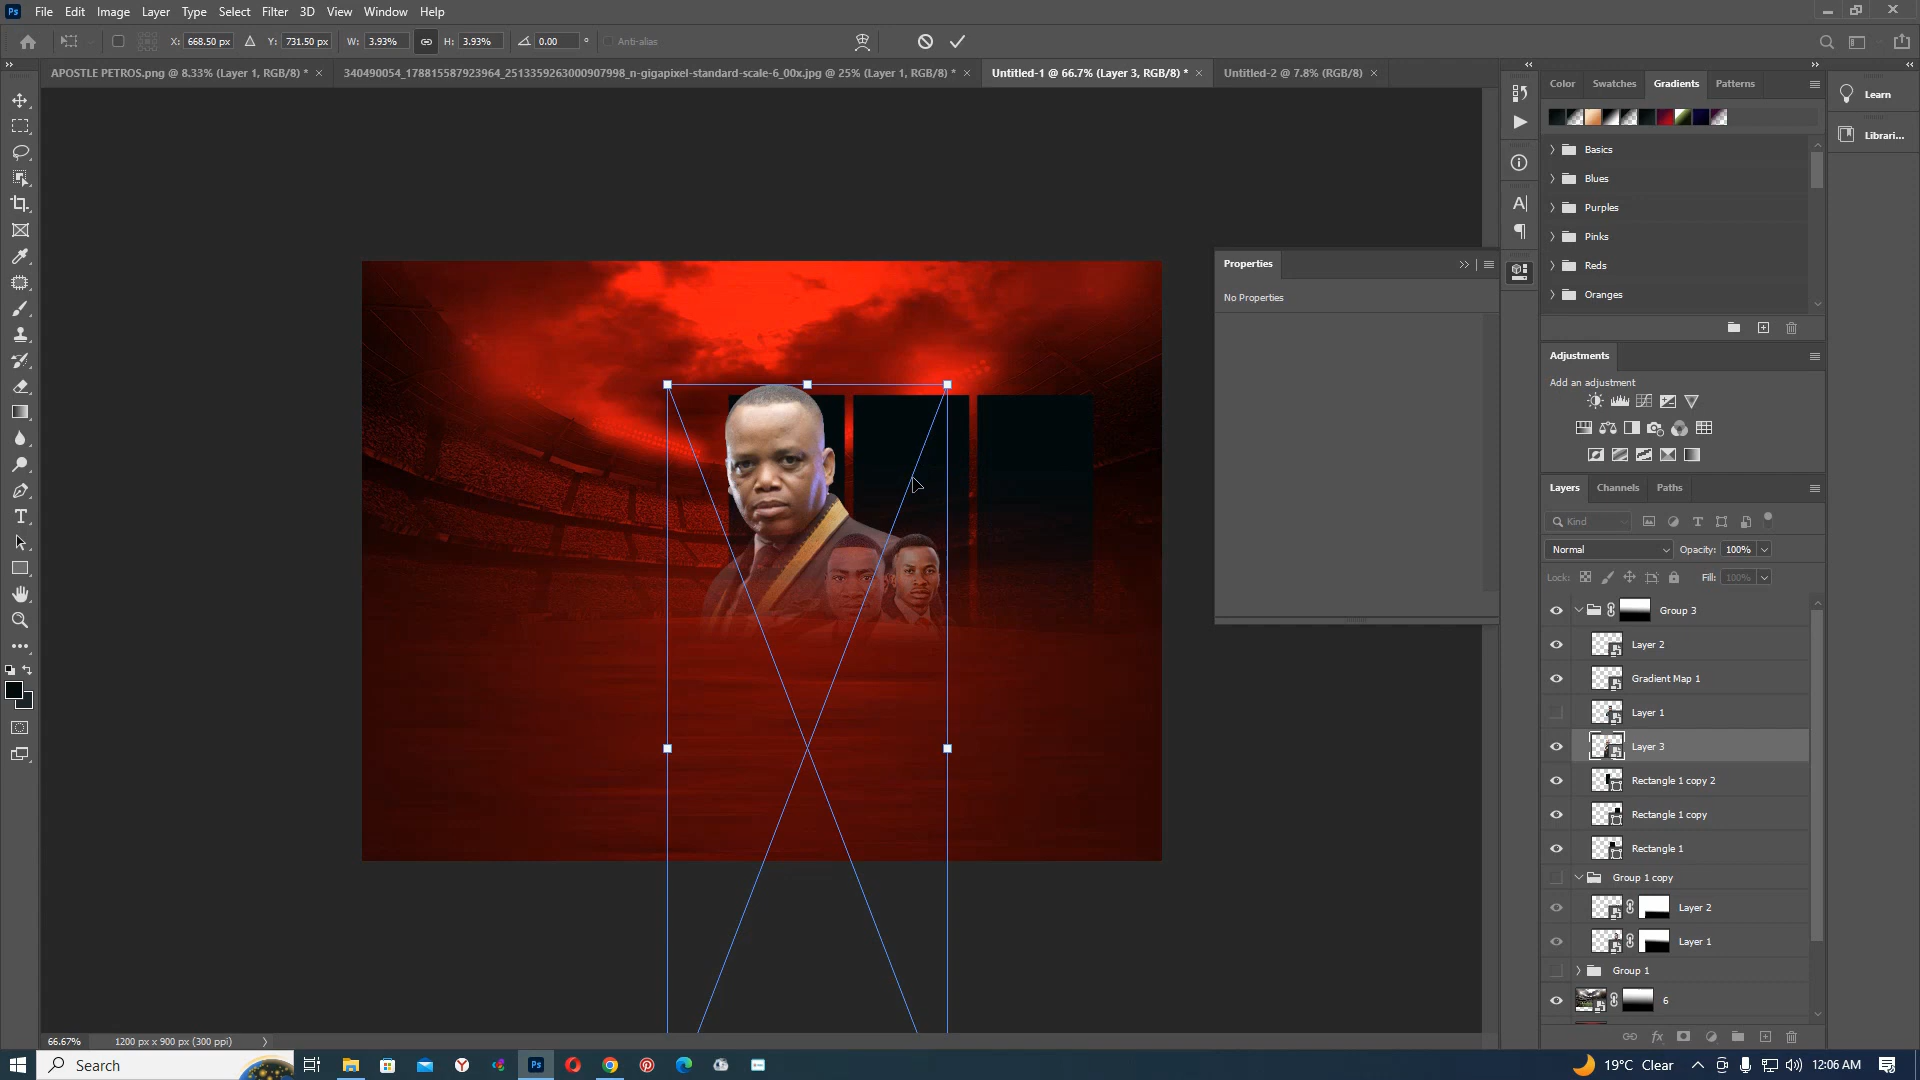 File Edit Image Layer Type Select Filter 3D View Window Help
X: 668.50 px Y: 731.50 px W: 3.93% H: 3.93% 0.00 ° Anti-alias
APOSTLE PETROS.png @ 8.33% (Layer 1, RGB/8) * × 340490054_178815587923964_2513359263000907998_n-gigapixel-standard-scale-6_00x.jpg @ 25% (Layer 1, RGB/8) * × Untitled-1 @ 66.7% (Layer 3, RGB/8) * × Untitled-2 @ 7.8% (RGB/8) ×
Color Swatches Gradients Patterns
Learn
Librari...
Basics
Blues
Purples
Pinks
Reds
Oranges
Properties
No Properties
Adjustments
Add an adjustment
Layers Channels Paths
Kind
Normal Opacity: 100%
Lock: Fill: 100%
Group 3
Layer 2
Gradient Map 1
Layer 1
Layer 3
Rectangle 1 copy 2
Rectangle 1 copy
Rectangle 1
Group 1 copy
Layer 2
Layer 1
Group 1
6
66.67% 1200 px x 900 px (300 ppi)
Search
19°C Clear 12:06 AM